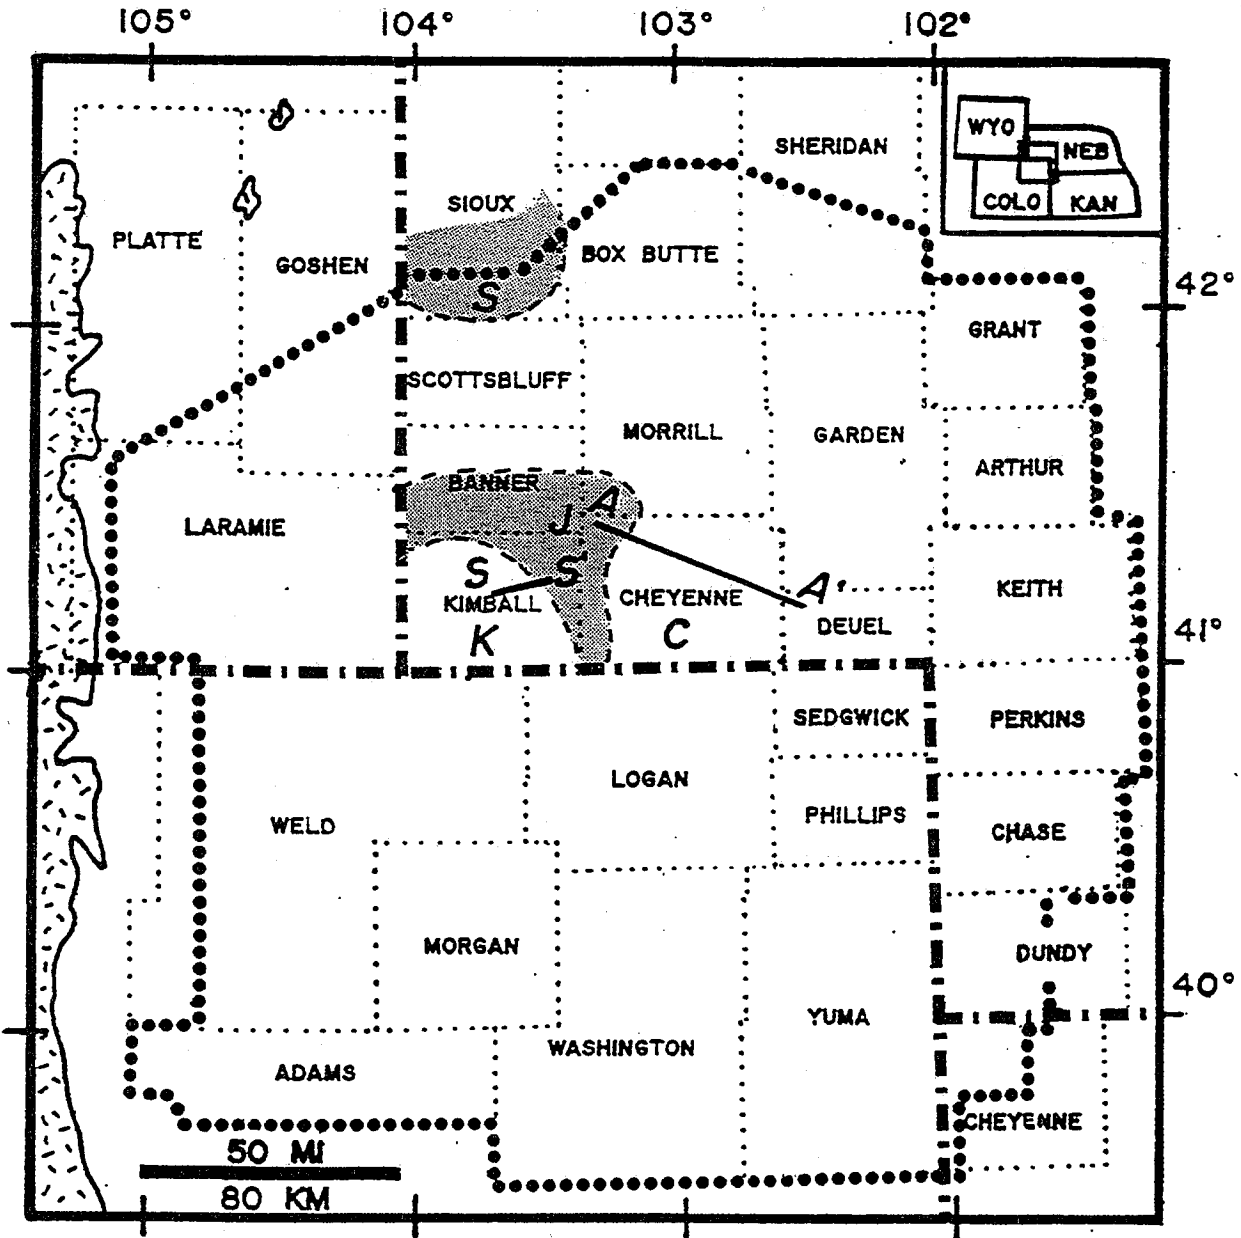 105° 104° 103° 102°
WYO
NEB
COLO KAN
SHERIDAN
SIOUX
PLATTE
GOSHEN
BOX BUTTE
S
42°
GRANT
SCOTTSBLUFF
MORRILL
GARDEN
ARTHUR
BANNER
J A
LARAMIE
S S
KIMBALL
CHEYENNE
A'
KEITH
DEUEL
K C
41°
SEDGWICK
PERKINS
LOGAN
PHILLIPS
WELD
CHASE
MORGAN
DUNDY
40°
YUMA
WASHINGTON
ADAMS
CHEYENNE
50 MI
80 KM